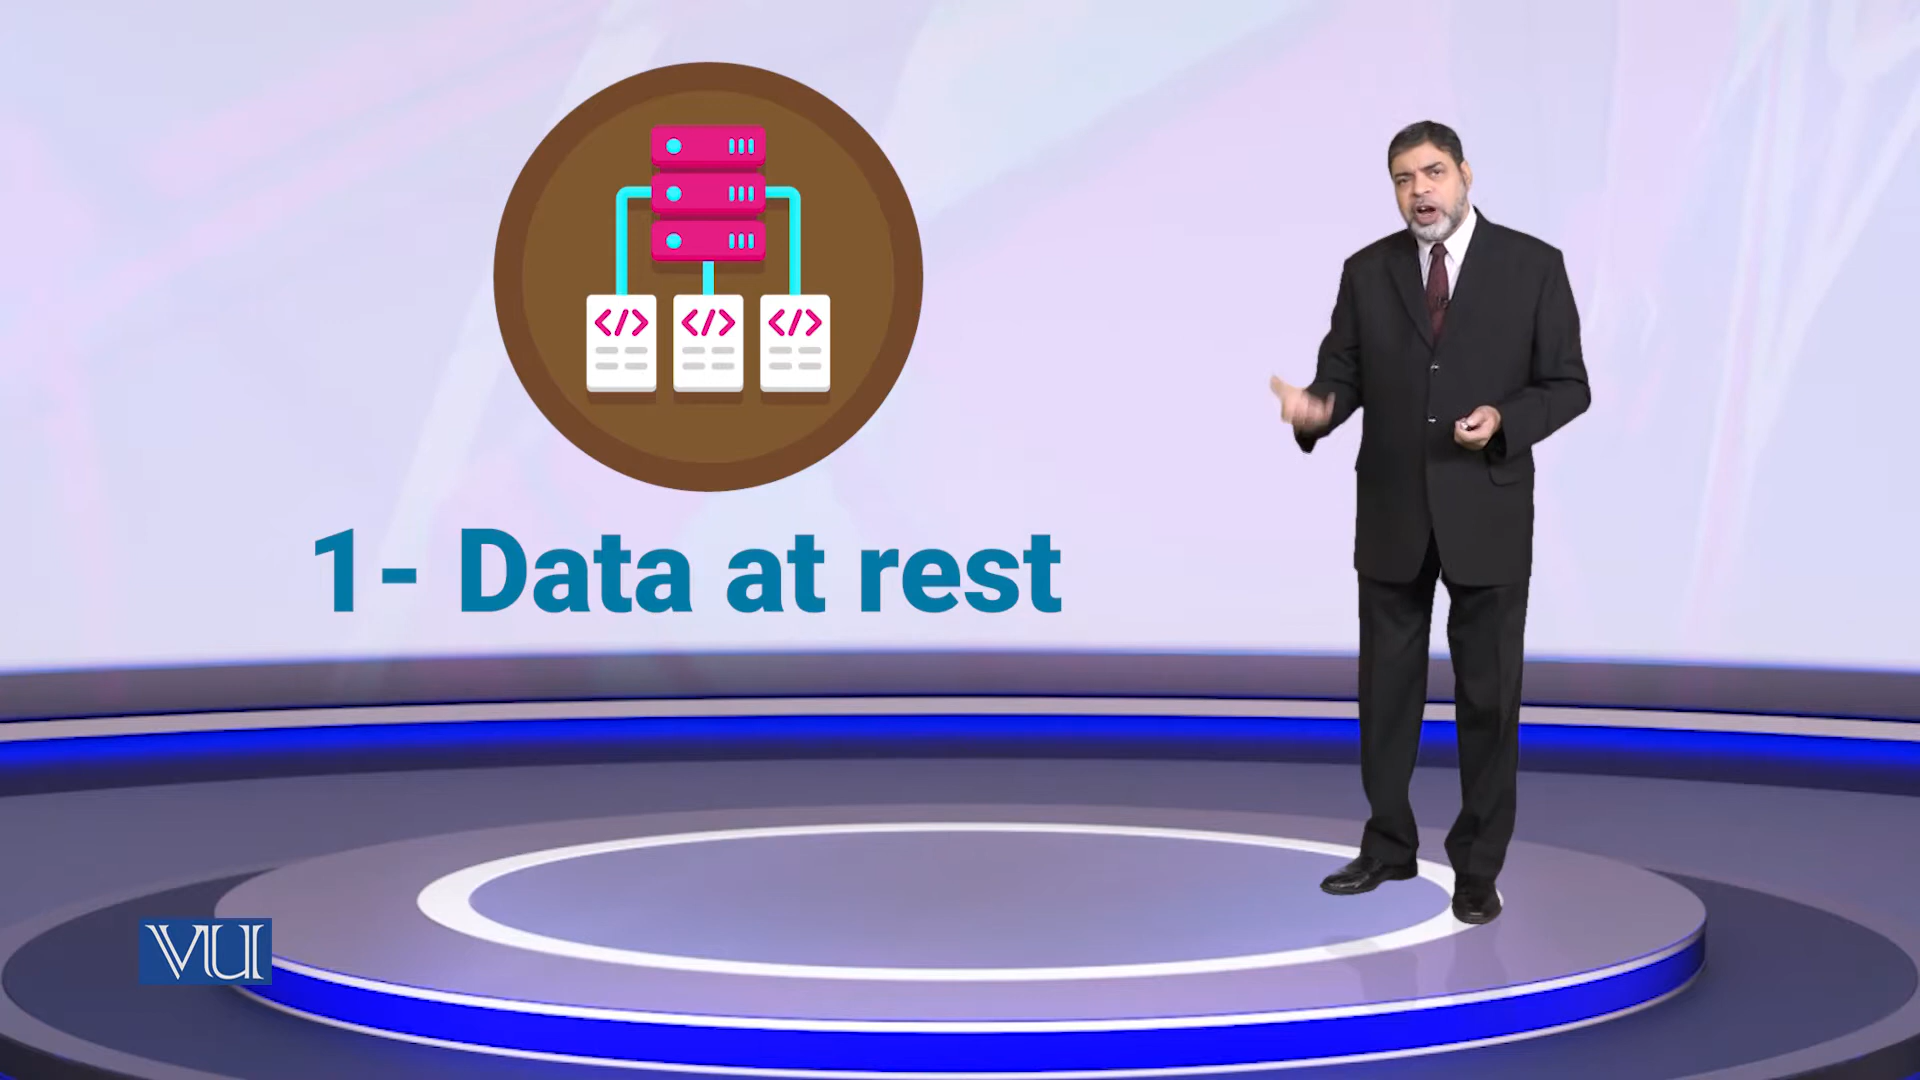 </>
</>
</>
1- Data at rest
VU